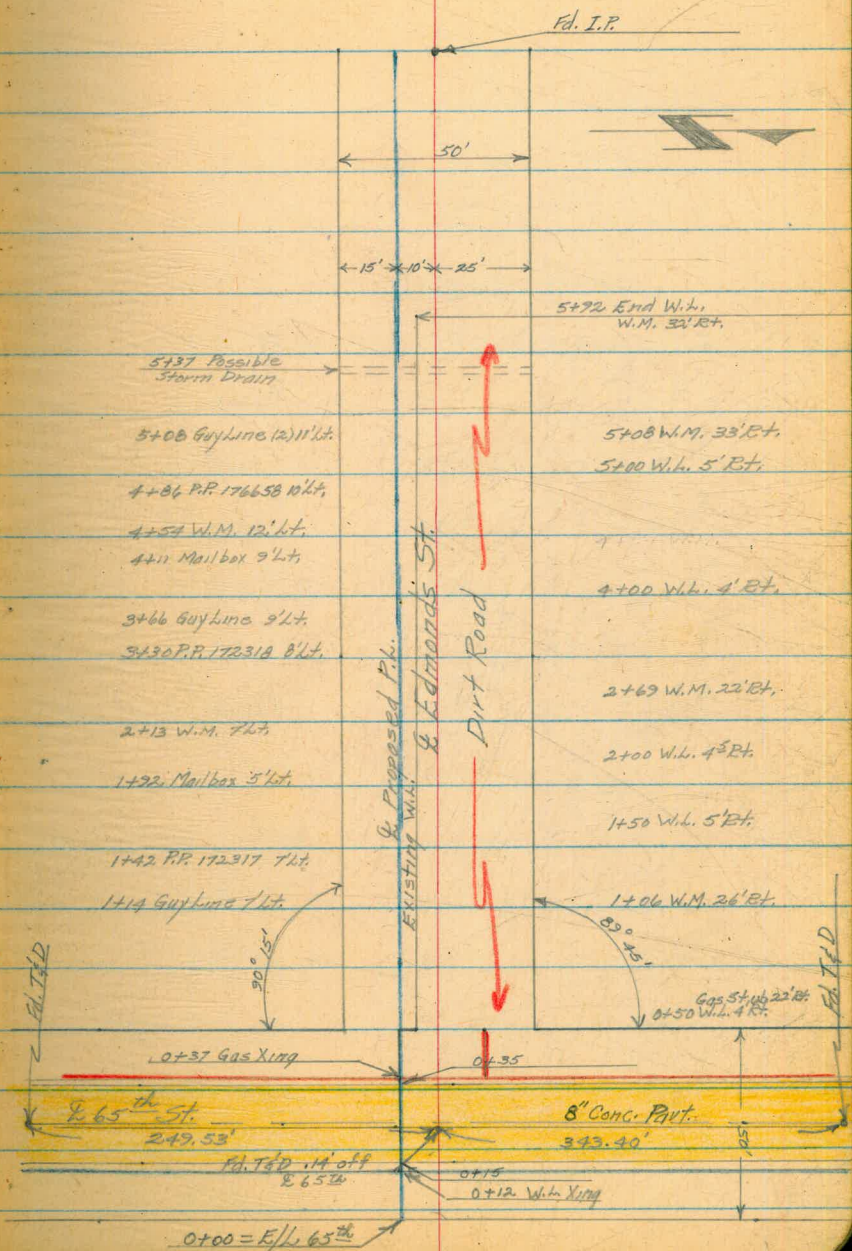 Fd. I.P.
50'
15' 10' 25'
5+92 End W.L.
W.M. 32' Rt.
5+37 Possible
Storm Drain
5+08 Guy Line (2) 11' Lt.
5+08 W.M. 33' Rt.
5+00 W.L. 5' Rt.
4+86 P.P. 176658 10' Lt.
4+54 W.M. 12' Lt.
4+11 Mailbox 9' Lt.
4+00 W.L. 4' Rt.
3+66 Guy Line 9' Lt.
3+30 P.P. 172318 8' Lt.
2+69 W.M. 22' Rt.
2+13 W.M. 7' Lt.
2+00 W.L. 4⁵ Rt.
1+92 Mailbox 5' Lt.
1+50 W.L. 5' Rt.
1+42 P.P. 172317 7' Lt.
1+14 Guy Line 7' Lt.
1+06 W.M. 26' Rt.
℄ Proposed P.L.
Existing W.L.
℄ Edmonds St.
Dirt Road
90° 15'
89° 45'
Fd. T&D
Fd. T&D
Gas Stub 22' Rt.
0+50 W.L. 4' Rt.
0+37 Gas Xing
0+35
℄ 65th St.
8" Conc. Pavt.
249.53'
343.40'
105'
Fd. T&D .14' off
℄ 65th
0+15
0+12 W.L. Xing
0+00 = E/L 65th